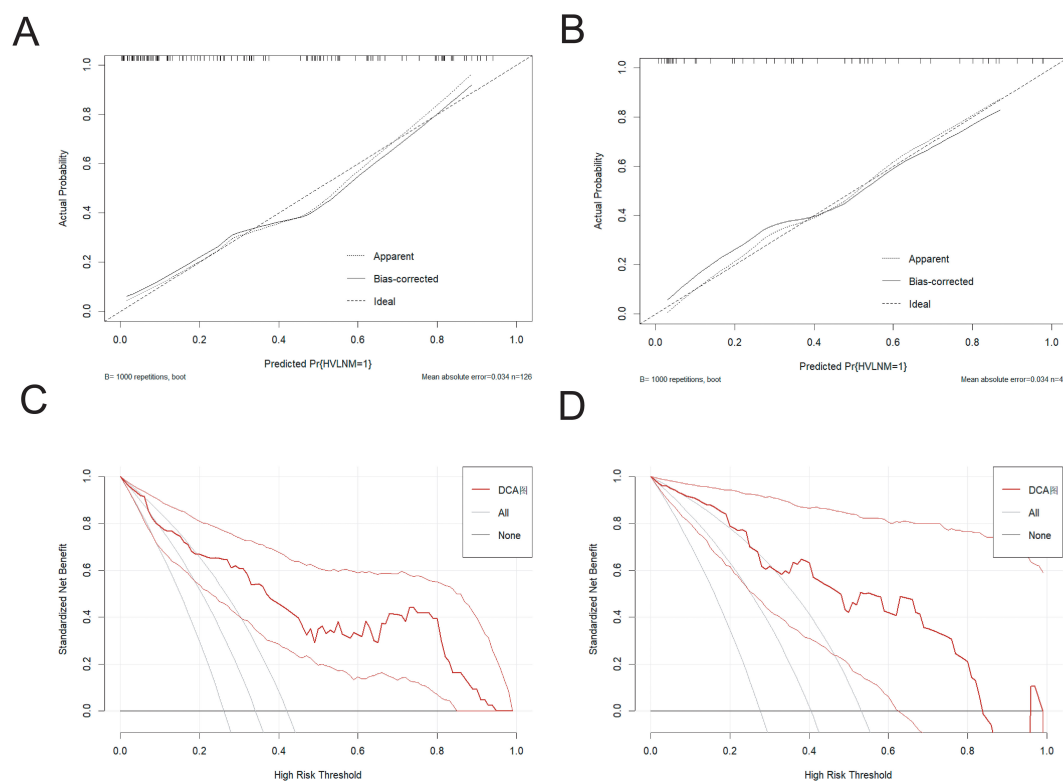 A
1.0
0.8
0.6
0.4
0.2
0.0
Actual Probability
Apparent
Bias-corrected
Ideal
0.0 0.2 0.4 0.6 0.8 1.0
Predicted Pr{HVLNM=1}
B= 1000 repetitions, boot
Mean absolute error=0.034 n=126
B
1.0
0.8
0.6
0.4
0.2
0.0
Actual Probability
Apparent
Bias-corrected
Ideal
0.0 0.2 0.4 0.6 0.8 1.0
Predicted Pr{HVLNM=1}
B= 1000 repetitions, boot
Mean absolute error=0.034 n=4
C
1.0
0.8
0.6
0.4
0.2
0.0
Standardized Net Benefit
DCA图
All
None
0.0 0.2 0.4 0.6 0.8 1.0
High Risk Threshold
D
1.0
0.8
0.6
0.4
0.2
0.0
Standardized Net Benefit
DCA图
All
None
0.0 0.2 0.4 0.6 0.8 1.0
High Risk Threshold